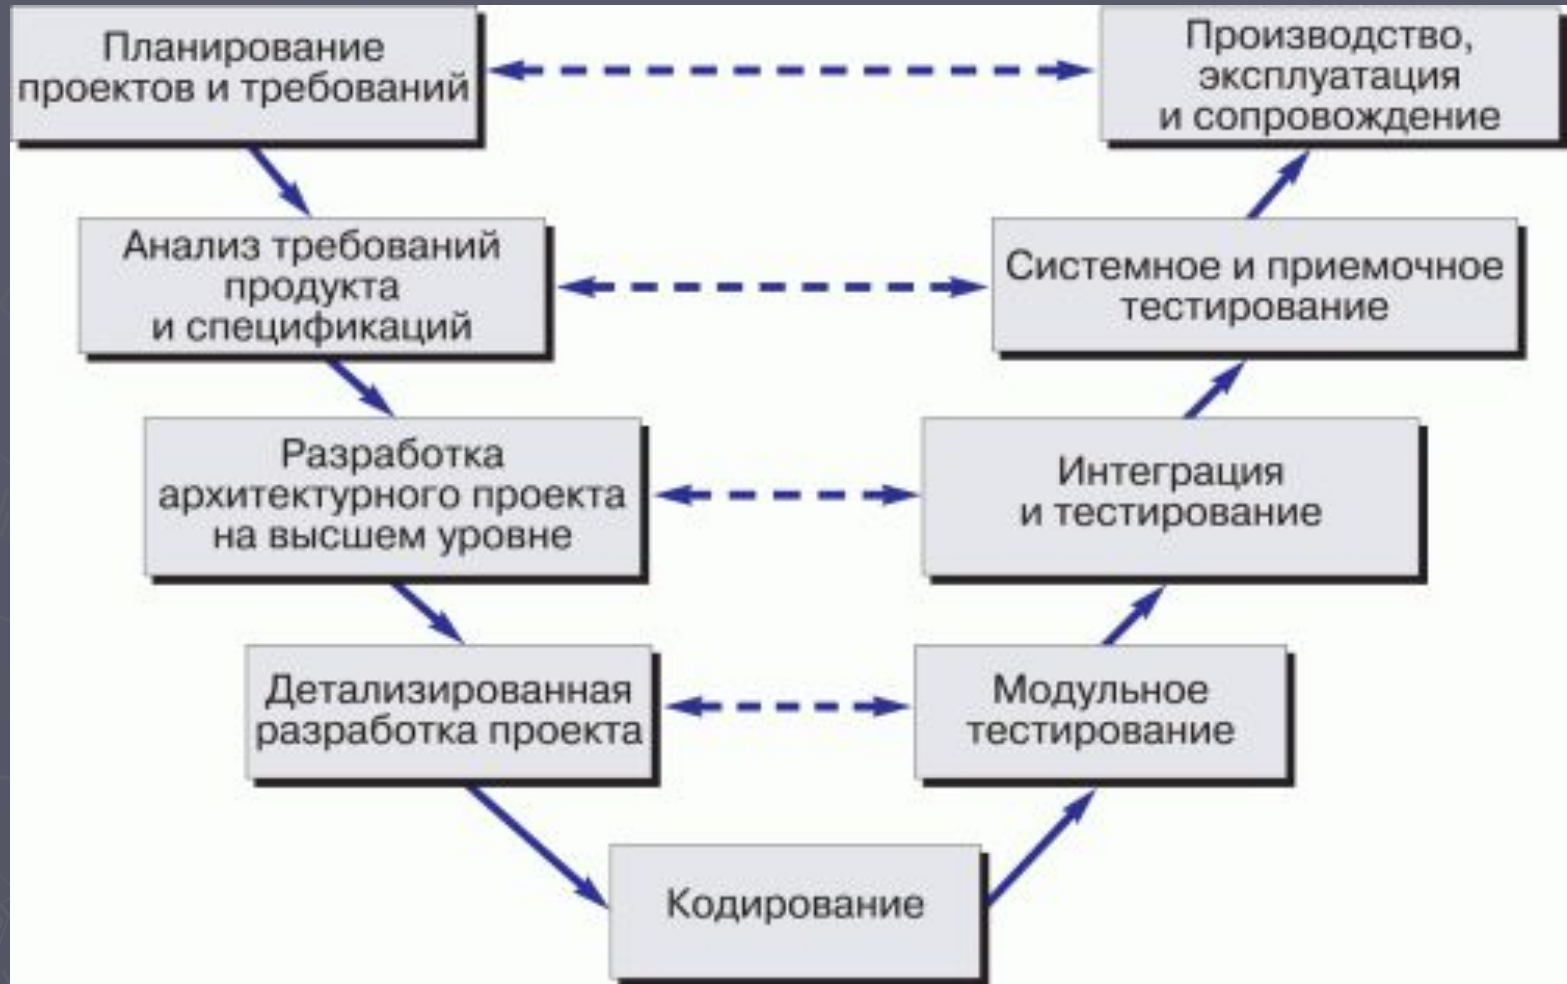 Планирование
проектов и требований
Производство,
эксплуатация
и сопровождение
Анализ требований
продукта
и спецификаций
Системное и приемочное
тестирование
Разработка
архитектурного проекта
на высшем уровне
Интеграция
и тестирование
Детализированная
разработка проекта
Модульное
тестирование
Кодирование